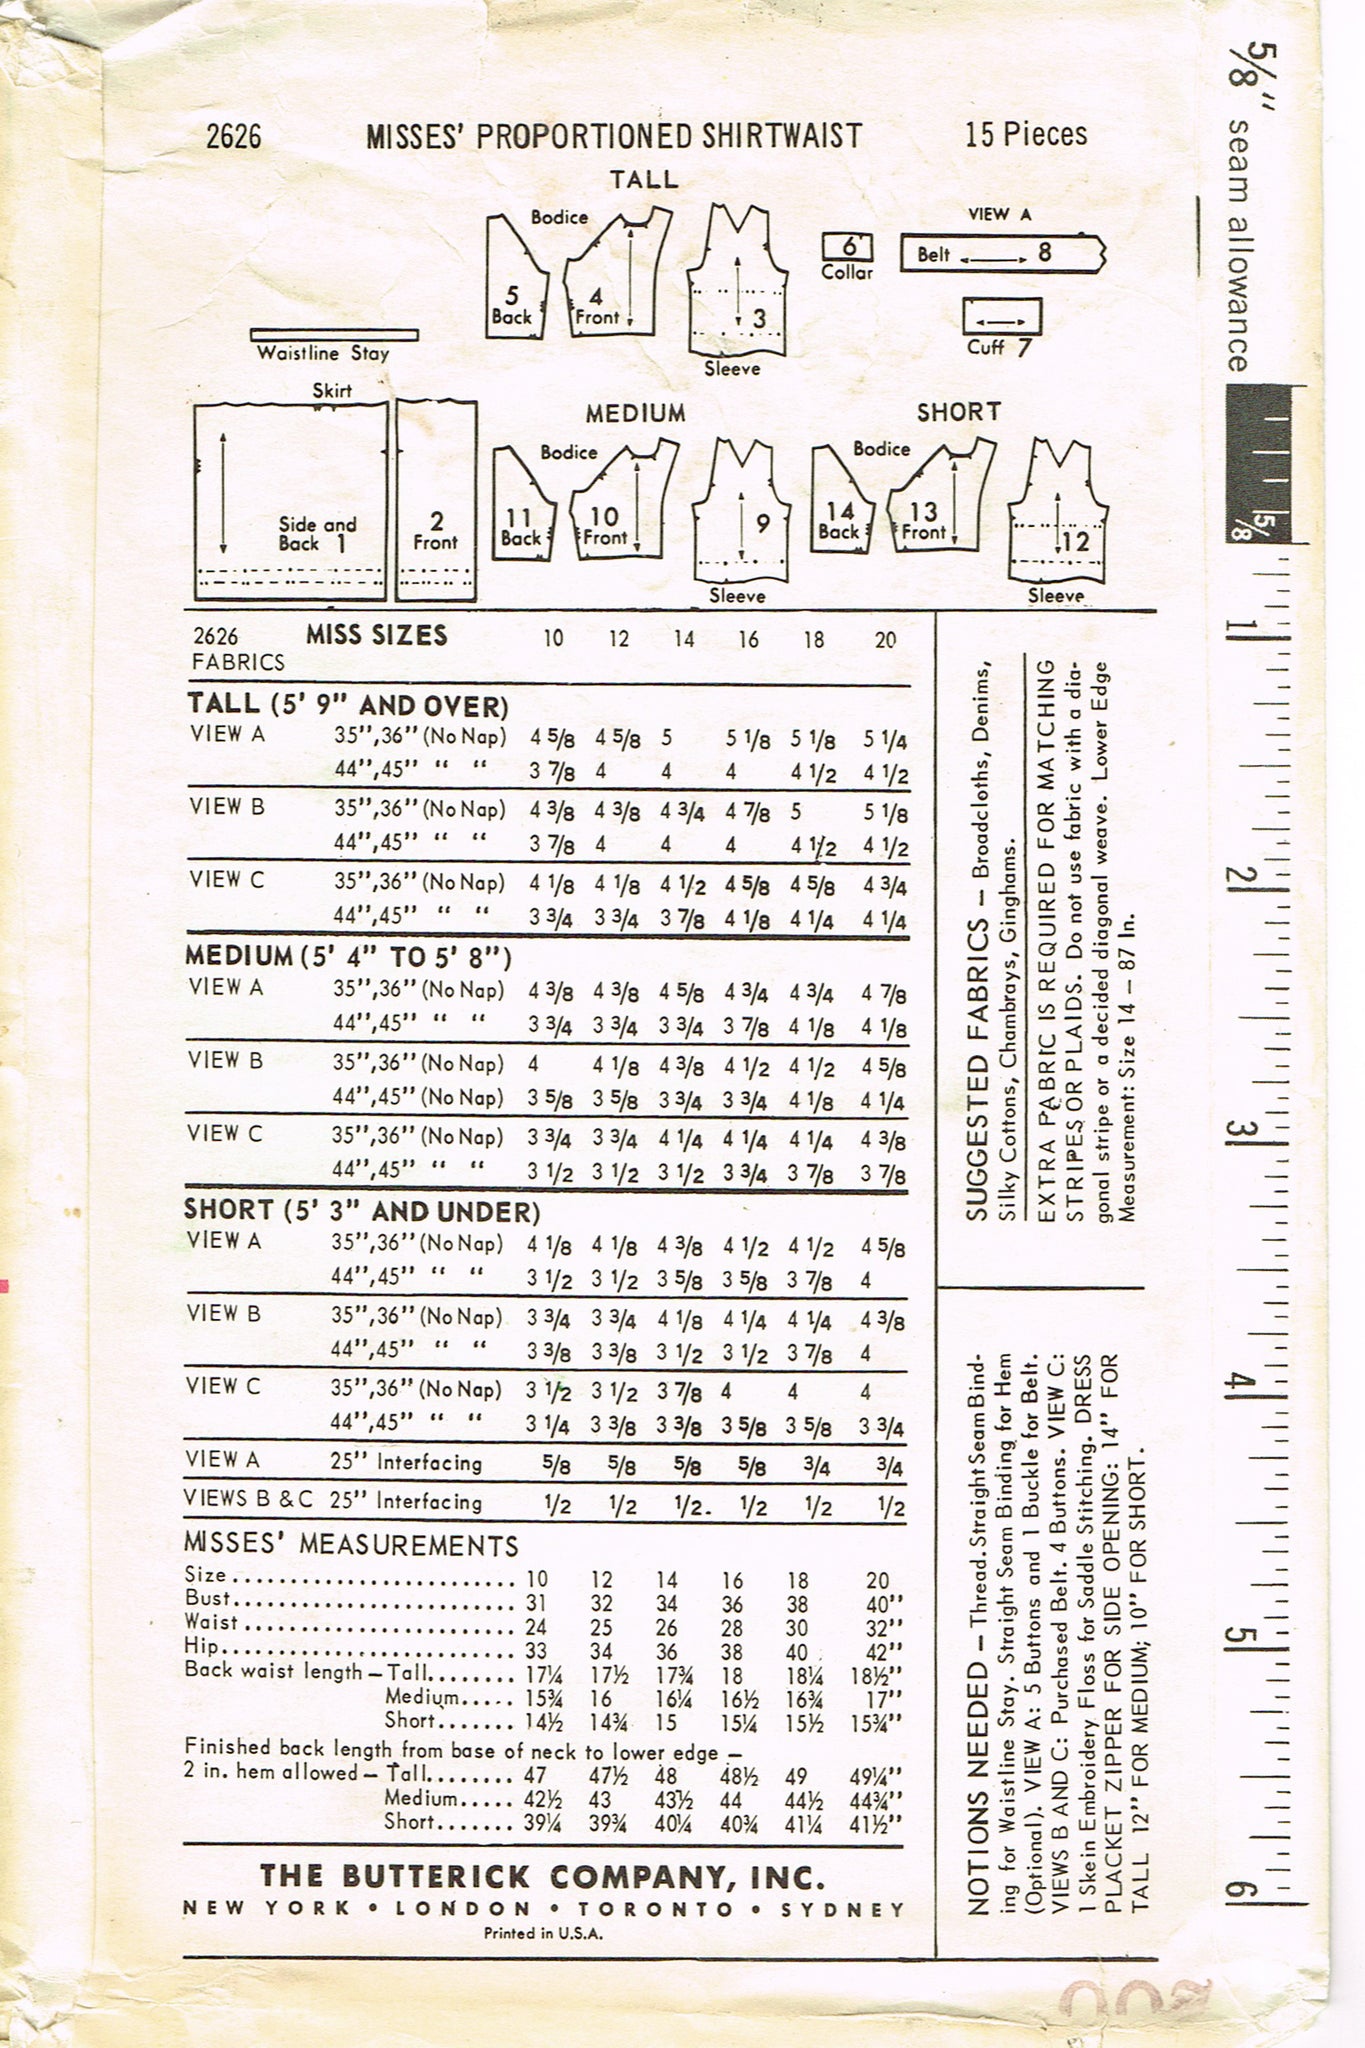 2626 MISSES' PROPORTIONED SHIRTWAIST 15 Pieces
TALL
Bodice
5 Back
4 Front
3
Sleeve
6 Collar
VIEW A
Belt 8
Cuff 7
Waistline Stay
Skirt
Side and Back 1
2 Front
MEDIUM
Bodice
11 Back
10 Front
9
Sleeve
SHORT
Bodice
14 Back
13 Front
12
Sleeve
2626 MISS SIZES 10 12 14 16 18 20
FABRICS
TALL (5' 9" AND OVER)
VIEW A 35",36" (No Nap) 4 5/8 4 5/8 5 5 1/8 5 1/8 5 1/4
44",45" " " 3 7/8 4 4 4 4 1/2 4 1/2
VIEW B 35",36" (No Nap) 4 3/8 4 3/8 4 3/4 4 7/8 5 5 1/8
44",45" " " 3 7/8 4 4 4 4 1/2 4 1/2
VIEW C 35",36" (No Nap) 4 1/8 4 1/8 4 1/2 4 5/8 4 5/8 4 3/4
44",45" " " 3 3/4 3 3/4 3 7/8 4 1/8 4 1/4 4 1/4
MEDIUM (5' 4" TO 5' 8")
VIEW A 35",36" (No Nap) 4 3/8 4 3/8 4 5/8 4 3/4 4 3/4 4 7/8
44",45" " " 3 3/4 3 3/4 3 3/4 3 7/8 4 1/8 4 1/8
VIEW B 35",36" (No Nap) 4 4 1/8 4 3/8 4 1/2 4 1/2 4 5/8
44",45" (No Nap) 3 5/8 3 5/8 3 3/4 3 3/4 4 1/8 4 1/4
VIEW C 35",36" (No Nap) 3 3/4 3 3/4 4 1/4 4 1/4 4 1/4 4 3/8
44",45" " " 3 1/2 3 1/2 3 1/2 3 3/4 3 7/8 3 7/8
SHORT (5' 3" AND UNDER)
VIEW A 35",36" (No Nap) 4 1/8 4 1/8 4 3/8 4 1/2 4 1/2 4 5/8
44",45" " " 3 1/2 3 1/2 3 5/8 3 5/8 3 7/8 4
VIEW B 35",36" (No Nap) 3 3/4 3 3/4 4 1/8 4 1/4 4 1/4 4 3/8
44",45" " " 3 3/8 3 3/8 3 1/2 3 1/2 3 7/8 4
VIEW C 35",36" (No Nap) 3 1/2 3 1/2 3 7/8 4 4 4
44",45" " " 3 1/4 3 3/8 3 3/8 3 5/8 3 5/8 3 3/4
VIEW A 25" Interfacing 5/8 5/8 5/8 5/8 3/4 3/4
VIEWS B & C 25" Interfacing 1/2 1/2 1/2 1/2 1/2 1/2
MISSES' MEASUREMENTS
Size.......................... 10 12 14 16 18 20
Bust.......................... 31 32 34 36 38 40"
Waist......................... 24 25 26 28 30 32"
Hip........................... 33 34 36 38 40 42"
Back waist length – Tall........ 17¼ 17½ 17¾ 18 18¼ 18½"
Medium..... 15¾ 16 16¼ 16½ 16¾ 17"
Short....... 14½ 14¾ 15 15¼ 15½ 15¾"
Finished back length from base of neck to lower edge –
2 in. hem allowed – Tall........ 47 47½ 48 48½ 49 49¼"
Medium..... 42½ 43 43½ 44 44½ 44¾"
Short....... 39¼ 39¾ 40¼ 40¾ 41¼ 41½"
THE BUTTERICK COMPANY, INC.
NEW YORK • LONDON • TORONTO • SYDNEY
Printed in U.S.A.
SUGGESTED FABRICS – Broadcloths, Denims,
Silky Cottons, Chambrays, Ginghams.
EXTRA FABRIC IS REQUIRED FOR MATCHING
STRIPES OR PLAIDS. Do not use fabric with a dia-
gonal stripe or a decided diagonal weave. Lower Edge
Measurement: Size 14 – 87 In.
NOTIONS NEEDED – Thread. Straight Seam Bind-
ing for Waistline Stay. Straight Seam Binding for Hem
(Optional). VIEW A: 5 Buttons and 1 Buckle for Belt.
VIEWS B AND C: Purchased Belt. 4 Buttons. VIEW C:
1 Skein Embroidery Floss for Saddle Stitching. DRESS
PLACKET ZIPPER FOR SIDE OPENING: 14" FOR
TALL 12" FOR MEDIUM; 10" FOR SHORT.
5/8" seam allowance
5/8
1
2
3
4
5
6